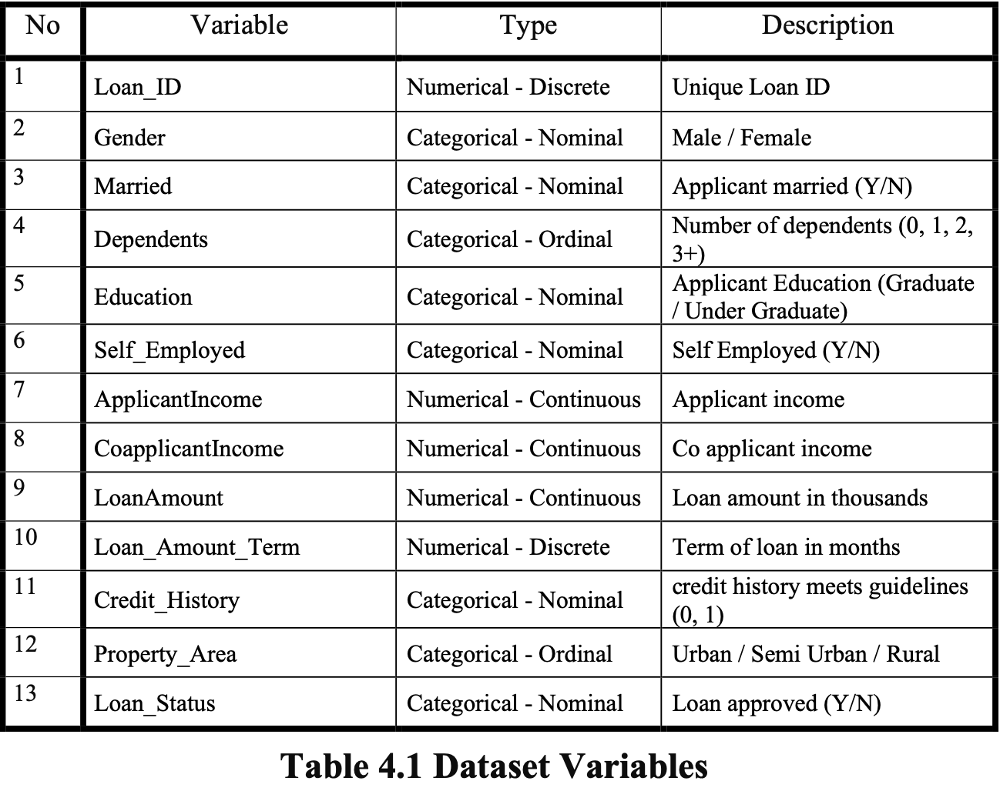 No Variable Type Description
1 Loan_ID Numerical - Discrete Unique Loan ID
2 Gender Categorical - Nominal Male / Female
3 Married Categorical - Nominal Applicant married (Y/N)
4 Dependents Categorical - Ordinal Number of dependents (0, 1, 2,
3+)
5 Education Categorical - Nominal Applicant Education (Graduate
/ Under Graduate)
6 Self_Employed Categorical - Nominal Self Employed (Y/N)
7 ApplicantIncome Numerical - Continuous Applicant income
8 CoapplicantIncome Numerical - Continuous Co applicant income
9 LoanAmount Numerical - Continuous Loan amount in thousands
10 Loan_Amount_Term Numerical - Discrete Term of loan in months
11 Credit_History Categorical - Nominal credit history meets guidelines
(0, 1)
12 Property_Area Categorical - Ordinal Urban / Semi Urban / Rural
13 Loan_Status Categorical - Nominal Loan approved (Y/N)
Table 4.1 Dataset Variables